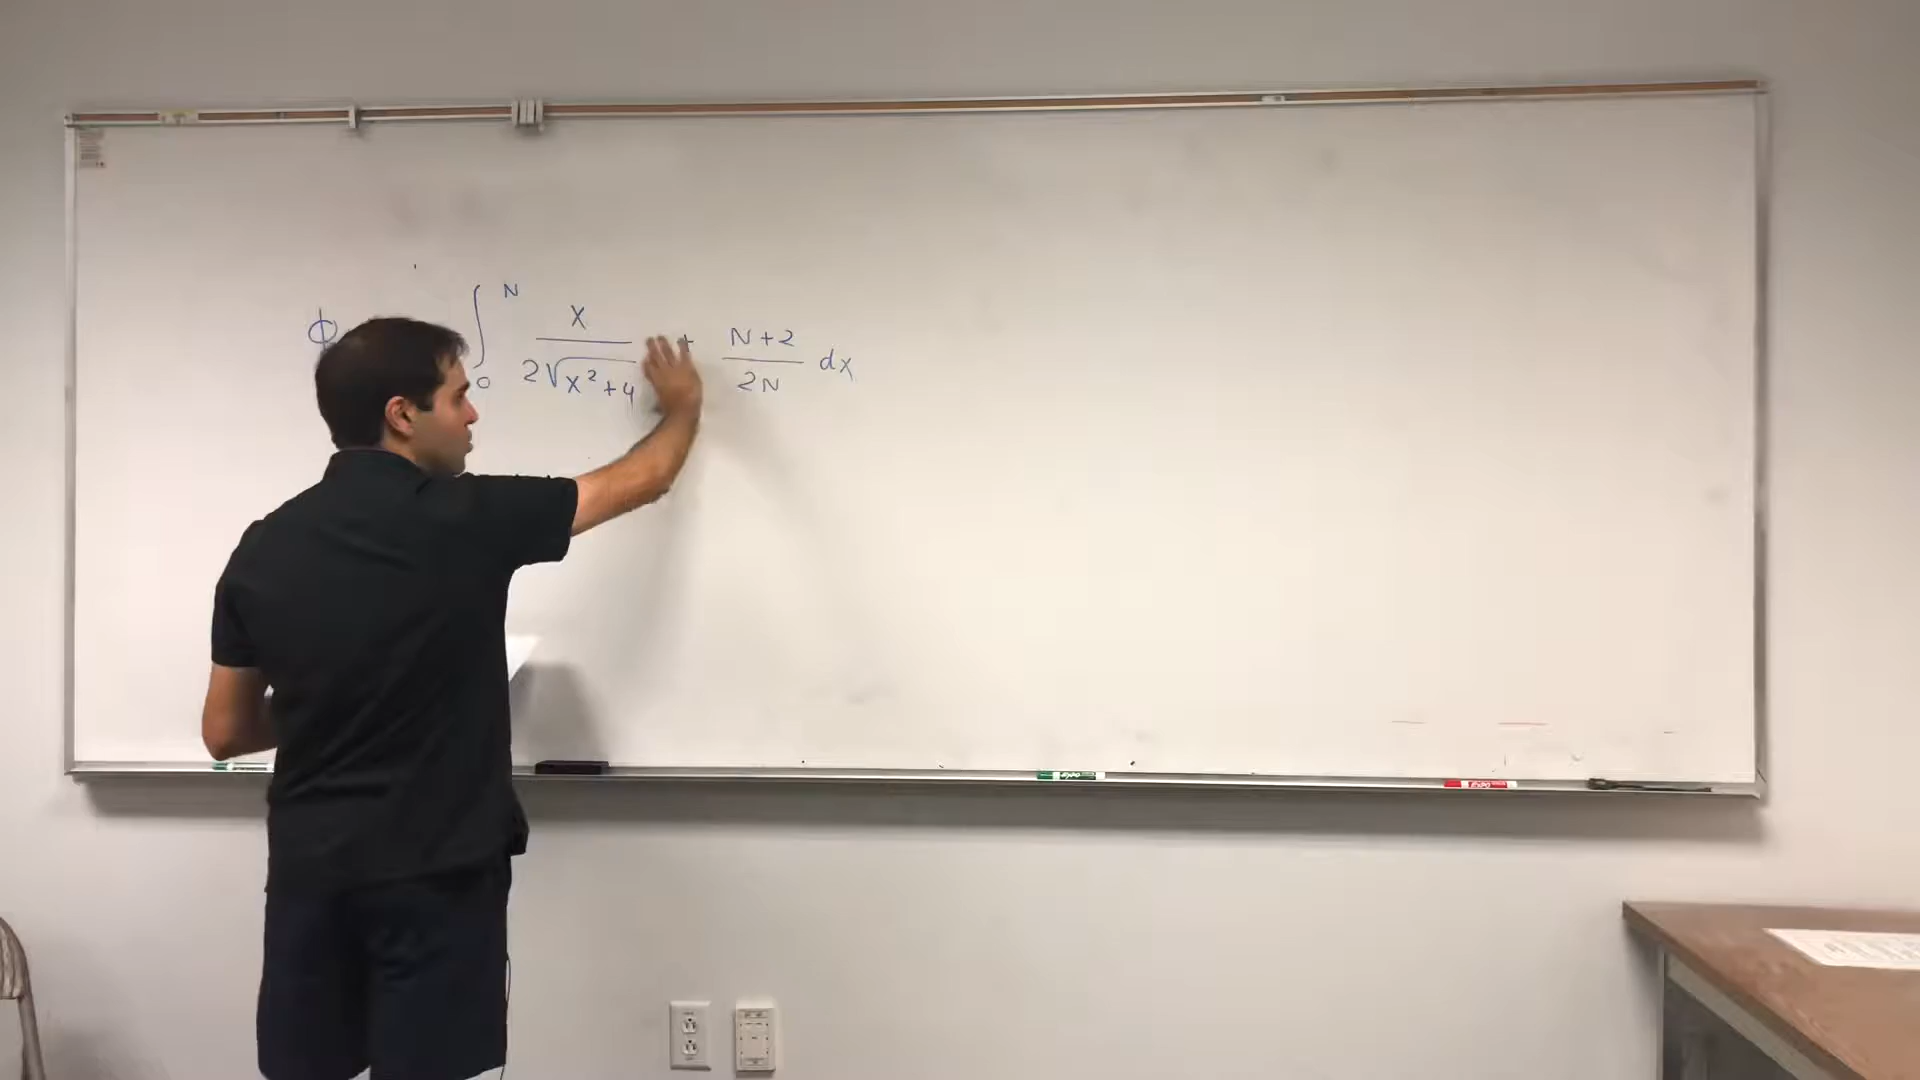 ϕ ∫₀ᴺ x/(2√(x²+4)) + (N+2)/(2N) dx